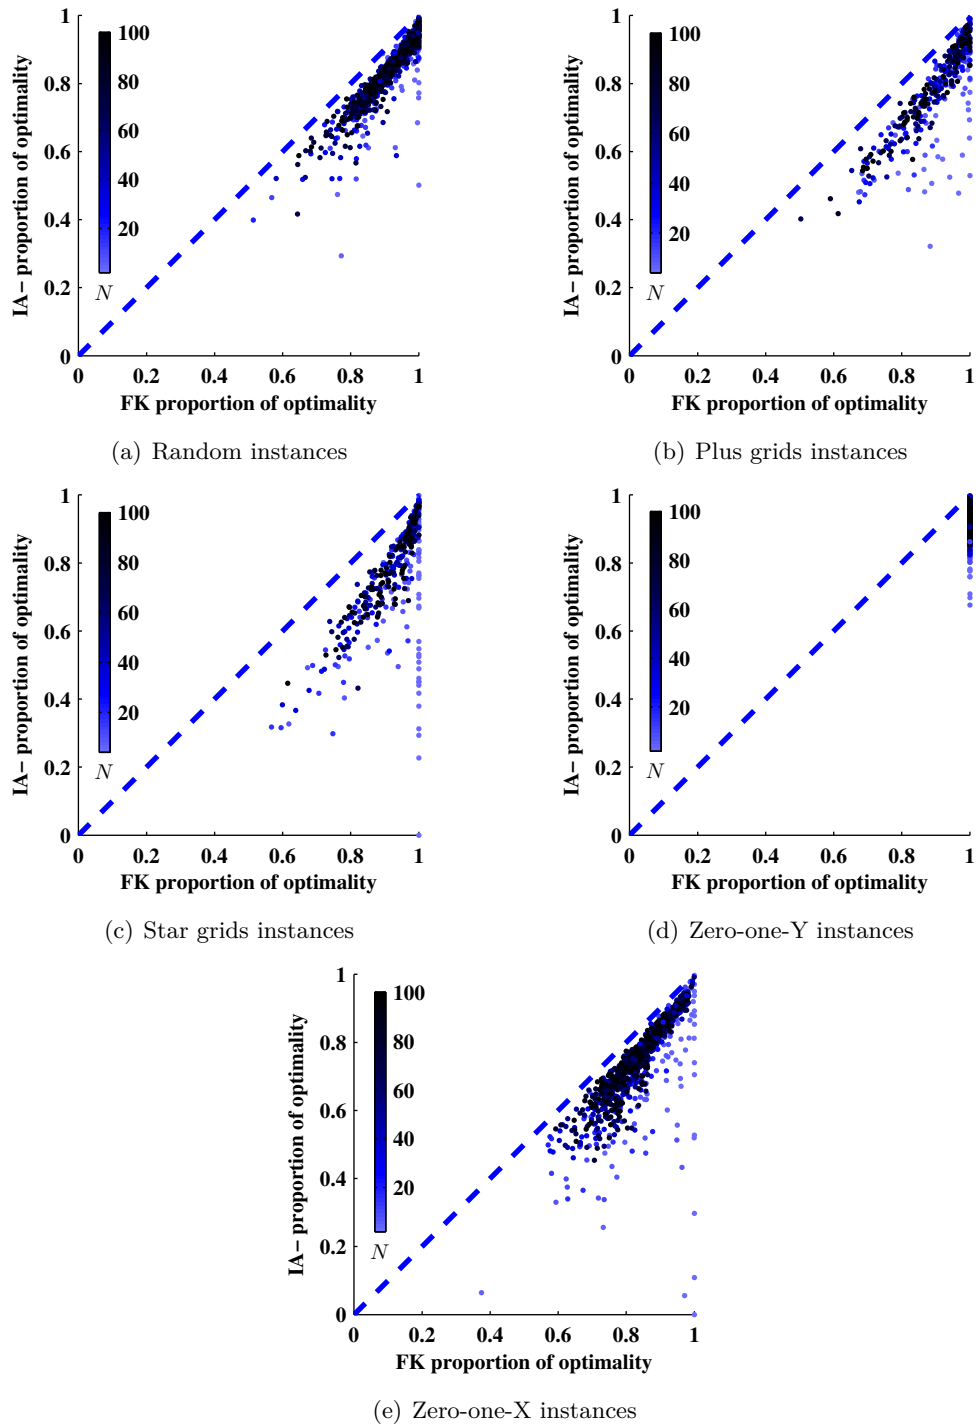 1
0.8
0.6
0.4
0.2
0
100
80
60
40
20
N
0 0.2 0.4 0.6 0.8 1
IA− proportion of optimality
FK proportion of optimality
(a) Random instances
1
0.8
0.6
0.4
0.2
0
100
80
60
40
20
N
0 0.2 0.4 0.6 0.8 1
IA− proportion of optimality
FK proportion of optimality
(b) Plus grids instances
1
0.8
0.6
0.4
0.2
0
100
80
60
40
20
N
0 0.2 0.4 0.6 0.8 1
IA− proportion of optimality
FK proportion of optimality
(c) Star grids instances
1
0.8
0.6
0.4
0.2
0
100
80
60
40
20
N
0 0.2 0.4 0.6 0.8 1
IA− proportion of optimality
FK proportion of optimality
(d) Zero-one-Y instances
1
0.8
0.6
0.4
0.2
0
100
80
60
40
20
N
0 0.2 0.4 0.6 0.8 1
IA− proportion of optimality
FK proportion of optimality
(e) Zero-one-X instances